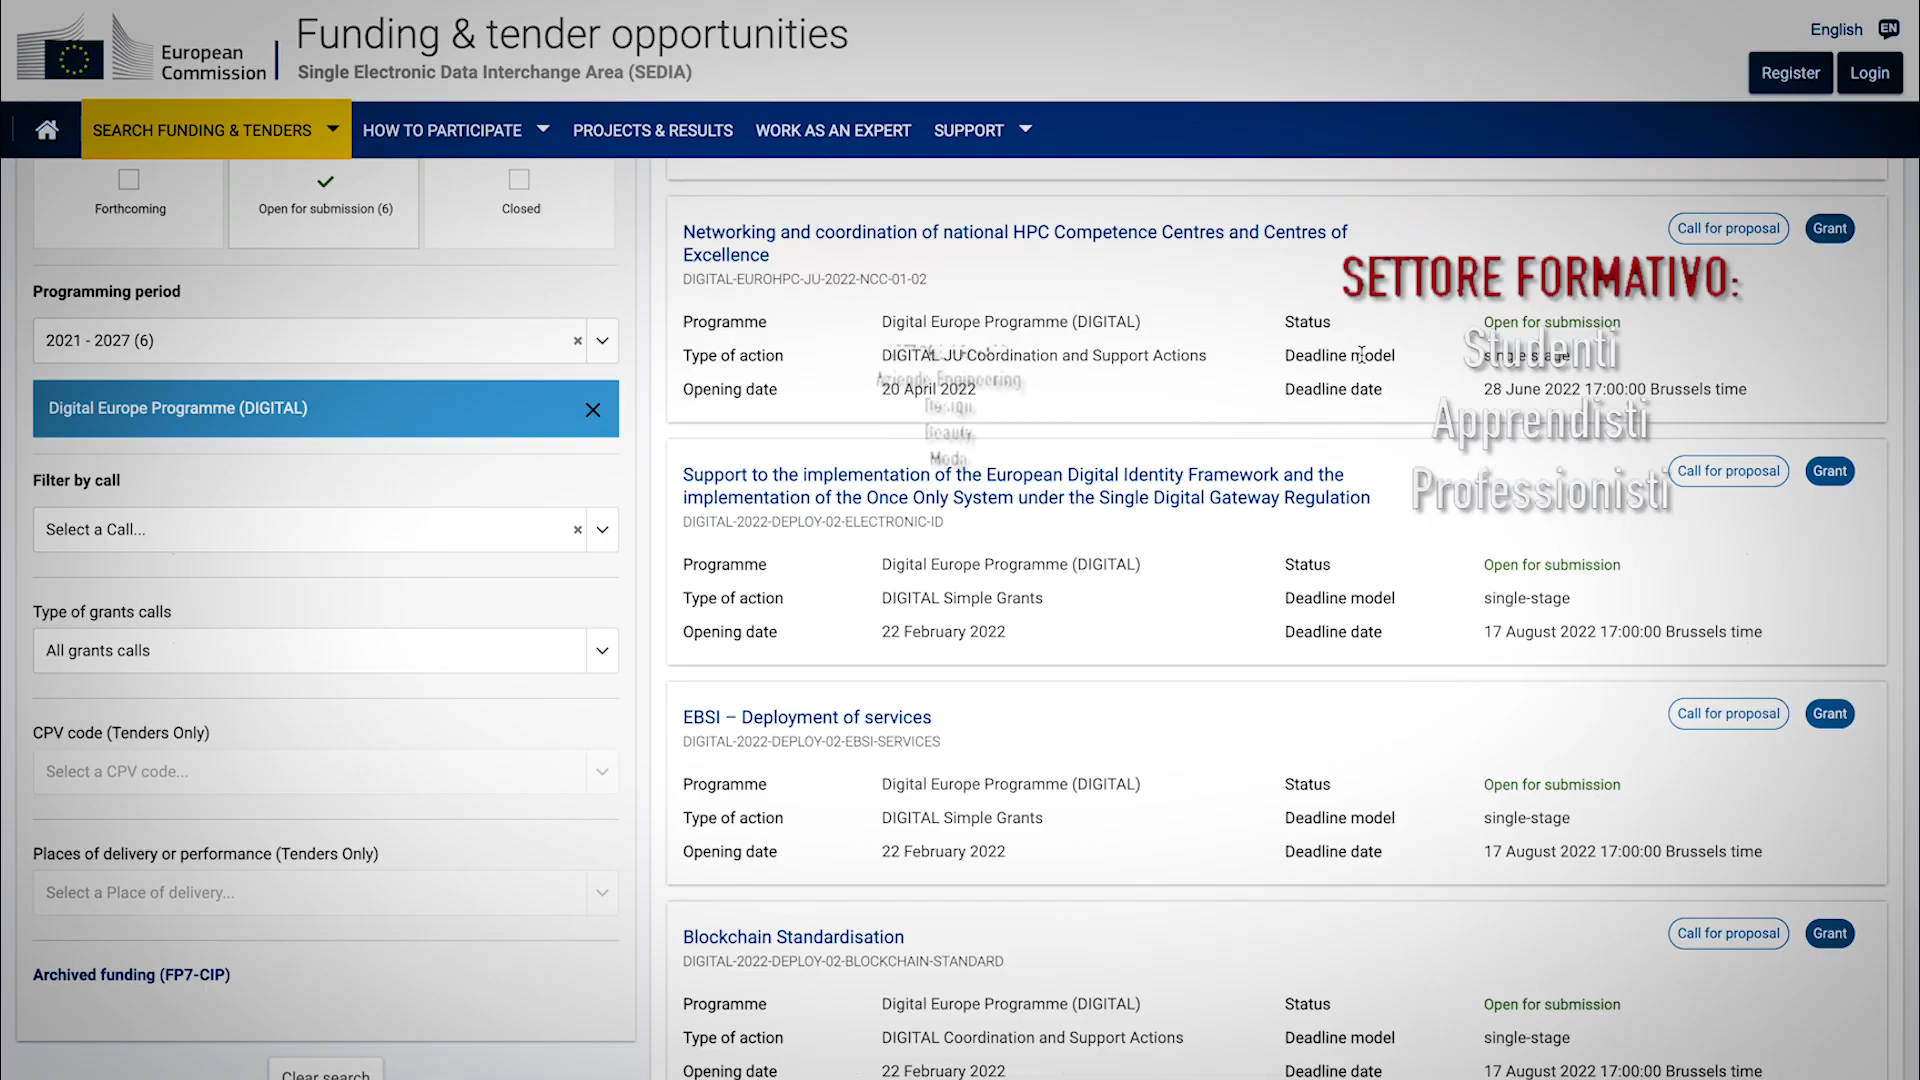 European
Commission
Funding & tender opportunities
Single Electronic Data Interchange Area (SEDIA)
English EN
Register Login
SEARCH FUNDING & TENDERS HOW TO PARTICIPATE PROJECTS & RESULTS WORK AS AN EXPERT SUPPORT
Forthcoming Open for submission (6) Closed
Programming period
2021 - 2027 (6)
Digital Europe Programme (DIGITAL)
Filter by call
Select a Call...
Type of grants calls
All grants calls
CPV code (Tenders Only)
Select a CPV code...
Places of delivery or performance (Tenders Only)
Select a Place of delivery...
Archived funding (FP7-CIP)
Clear search
Networking and coordination of national HPC Competence Centres and Centres of
Excellence
Call for proposal Grant
DIGITAL-EUROHPC-JU-2022-NCC-01-02
Programme Digital Europe Programme (DIGITAL) Status Open for submission
Type of action DIGITAL JU Coordination and Support Actions Deadline model single-stage
Opening date 20 April 2022 Deadline date 28 June 2022 17:00:00 Brussels time
SETTORE FORMATIVO:
Studenti
Apprendisti
Professionisti
Aziende Engineering
Design
Beauty
Moda
Support to the implementation of the European Digital Identity Framework and the
implementation of the Once Only System under the Single Digital Gateway Regulation
Call for proposal Grant
DIGITAL-2022-DEPLOY-02-ELECTRONIC-ID
Programme Digital Europe Programme (DIGITAL) Status Open for submission
Type of action DIGITAL Simple Grants Deadline model single-stage
Opening date 22 February 2022 Deadline date 17 August 2022 17:00:00 Brussels time
EBSI – Deployment of services
Call for proposal Grant
DIGITAL-2022-DEPLOY-02-EBSI-SERVICES
Programme Digital Europe Programme (DIGITAL) Status Open for submission
Type of action DIGITAL Simple Grants Deadline model single-stage
Opening date 22 February 2022 Deadline date 17 August 2022 17:00:00 Brussels time
Blockchain Standardisation
Call for proposal Grant
DIGITAL-2022-DEPLOY-02-BLOCKCHAIN-STANDARD
Programme Digital Europe Programme (DIGITAL) Status Open for submission
Type of action DIGITAL Coordination and Support Actions Deadline model single-stage
Opening date 22 February 2022 Deadline date 17 August 2022 17:00:00 Brussels time